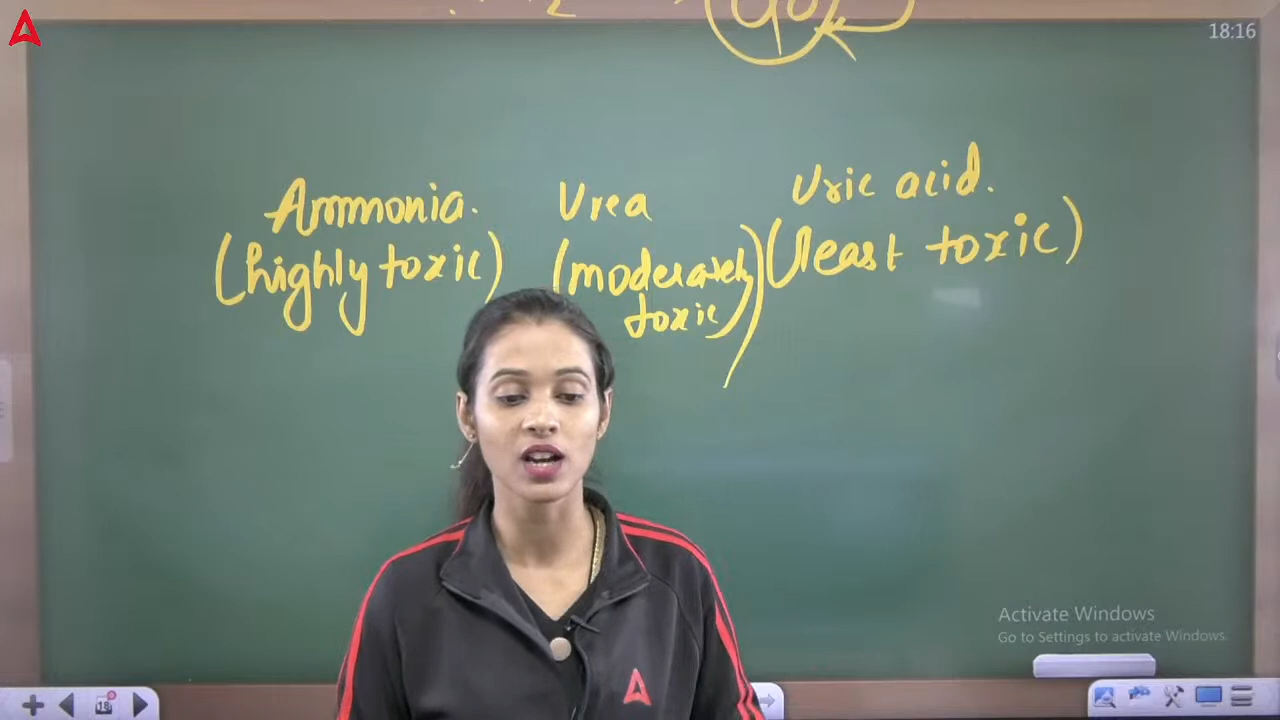 18:16
Ammonia. Urea Uric acid.
(highly toxic) (moderately (least toxic)
toxic)
Activate Windows
Go to Settings to activate Windows.
18